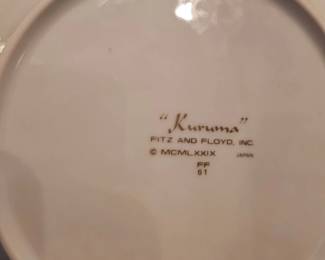 "Kuruma"
FITZ AND FLOYD, INC.
© MCMLXXIX JAPAN
FF
61